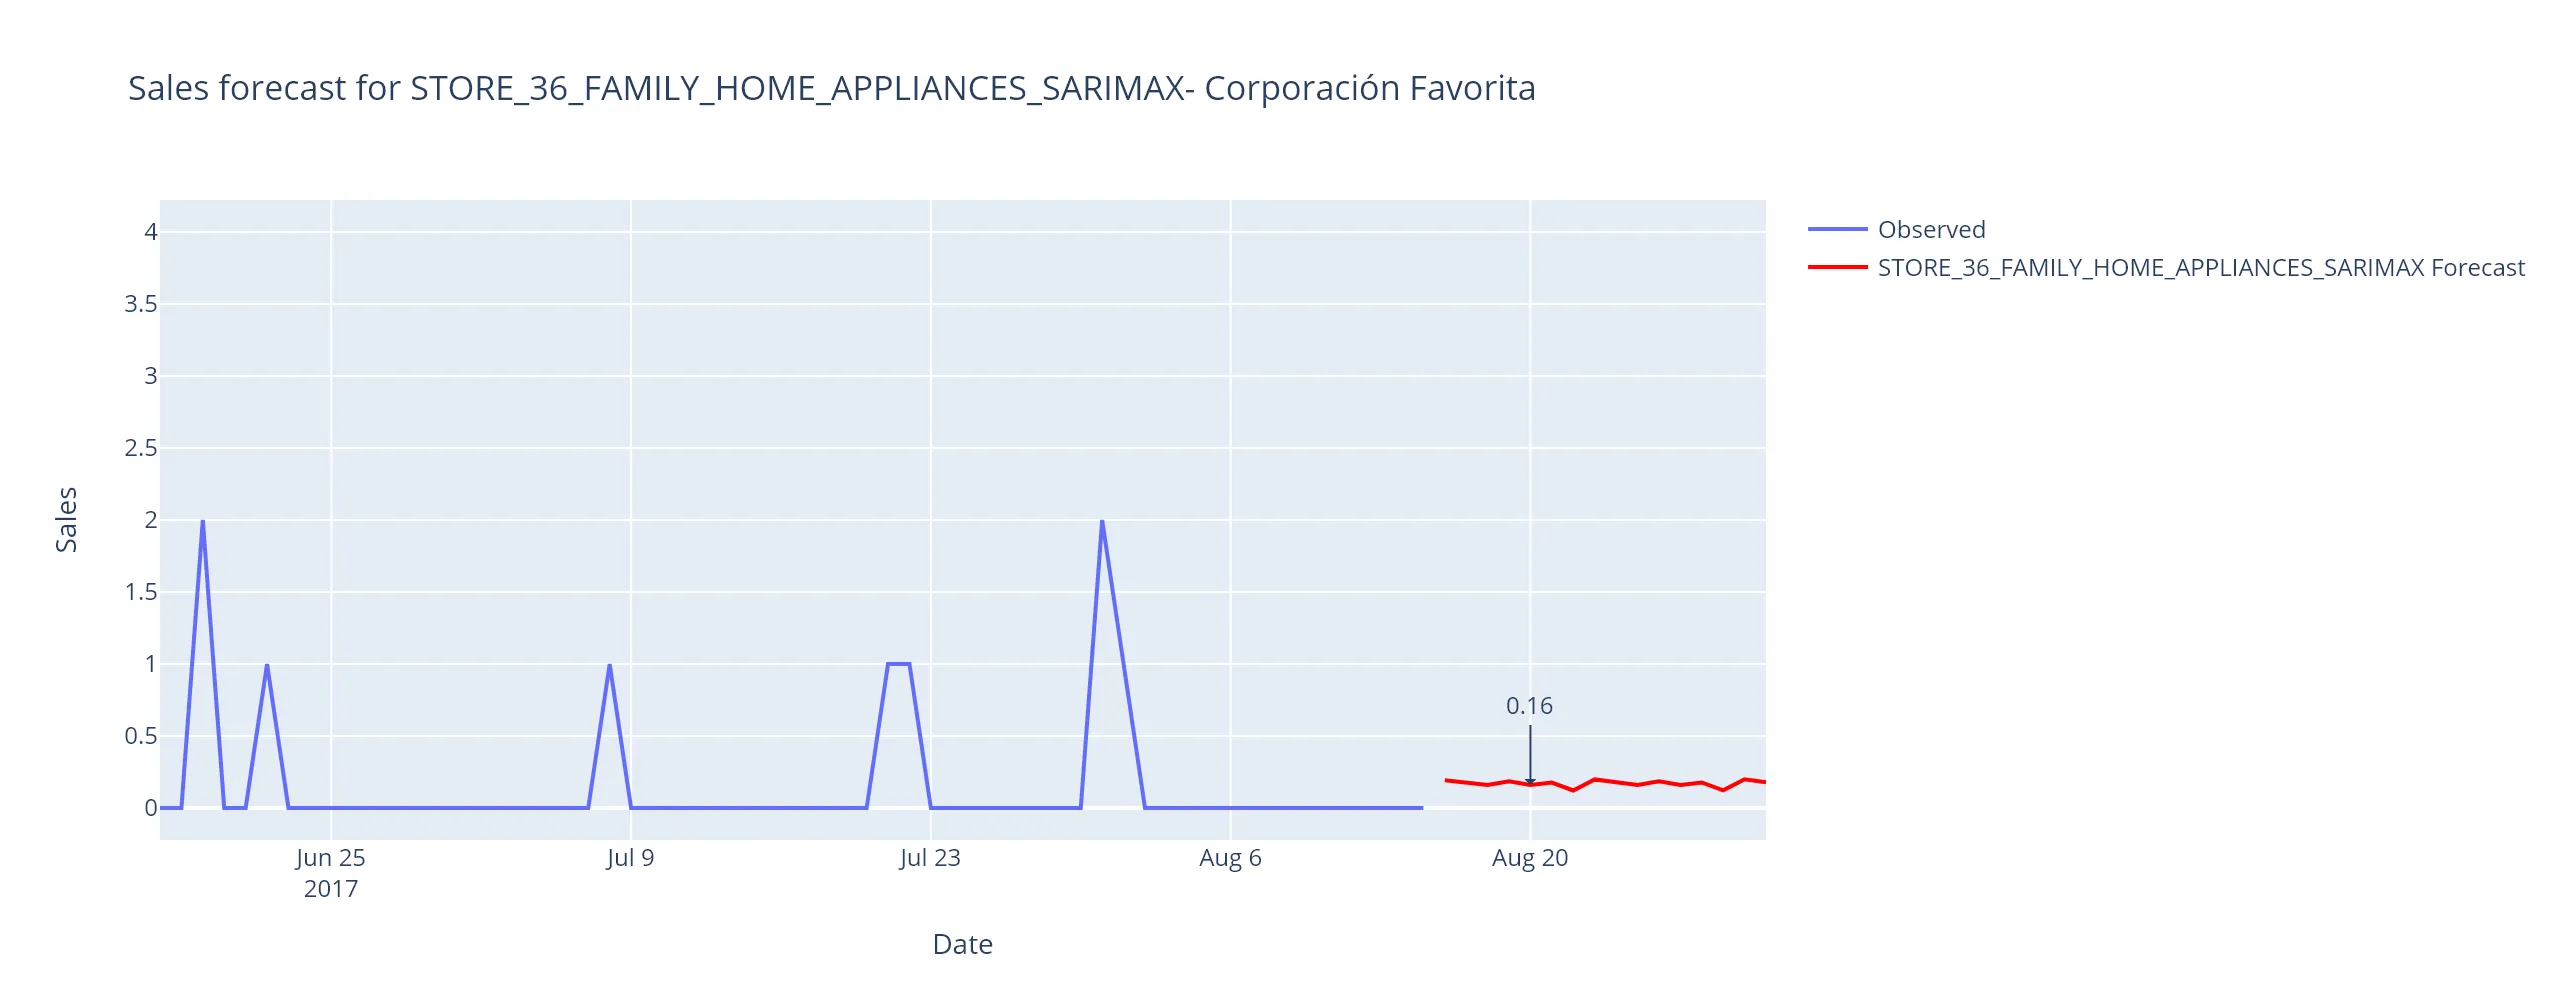 Sales forecast for STORE_36_FAMILY_HOME_APPLIANCES_SARIMAX- Corporación Favorita
Observed
STORE_36_FAMILY_HOME_APPLIANCES_SARIMAX Forecast
4
3.5
3
2.5
2
1.5
1
0.5
0
Sales
0.16
Jun 25
2017
Jul 9
Jul 23
Aug 6
Aug 20
Date